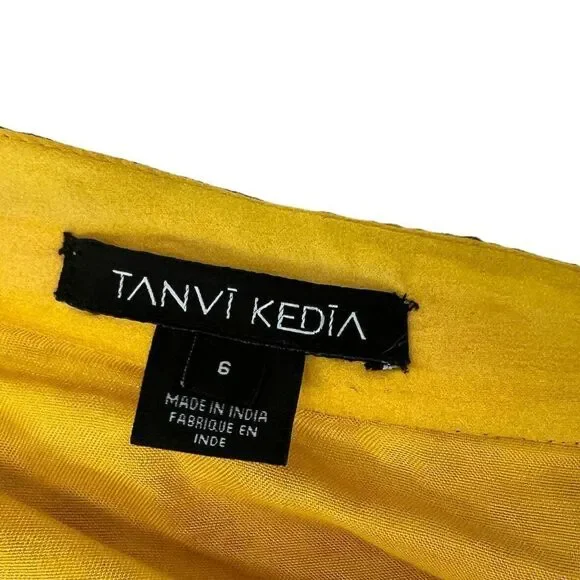 TANVĪ KEDĪA
6
MADE IN INDIA
FABRIQUE EN
INDE